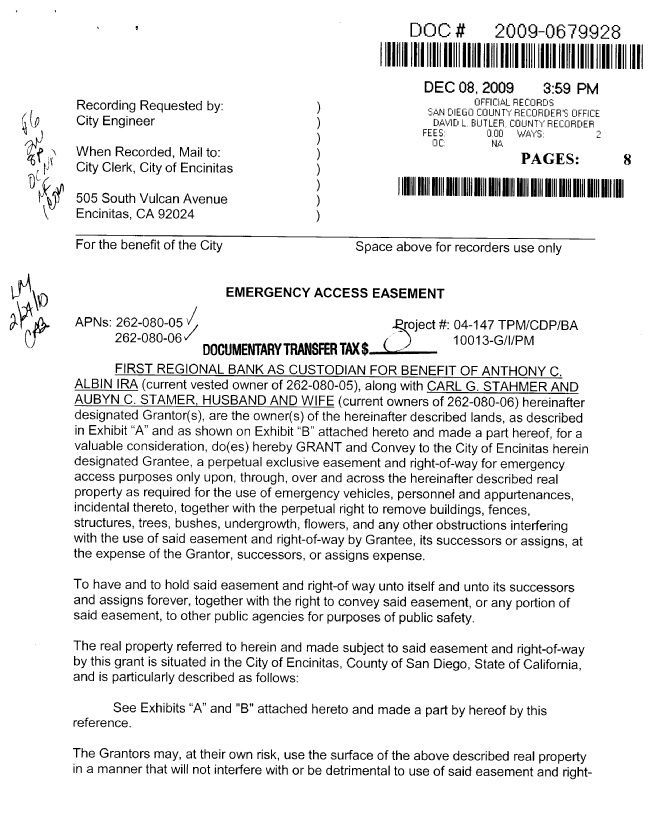 DOC # 2009-0679928
DEC 08, 2009 3:59 PM
OFFICIAL RECORDS
SAN DIEGO COUNTY RECORDER'S OFFICE
DAVID L. BUTLER, COUNTY RECORDER
FEES: 0.00 WAYS: 2
OC: NA
PAGES: 8
Recording Requested by: )
City Engineer )
)
When Recorded, Mail to: )
City Clerk, City of Encinitas )
)
505 South Vulcan Avenue )
Encinitas, CA 92024 )
For the benefit of the City Space above for recorders use only
2/24/10
EMERGENCY ACCESS EASEMENT
APNs: 262-080-05 Project #: 04-147 TPM/CDP/BA
262-080-06 10013-G/I/PM
DOCUMENTARY TRANSFER TAX $ 0
FIRST REGIONAL BANK AS CUSTODIAN FOR BENEFIT OF ANTHONY C.
ALBIN IRA (current vested owner of 262-080-05), along with CARL G. STAHMER AND
AUBYN C. STAMER, HUSBAND AND WIFE (current owners of 262-080-06) hereinafter
designated Grantor(s), are the owner(s) of the hereinafter described lands, as described
in Exhibit "A" and as shown on Exhibit "B" attached hereto and made a part hereof, for a
valuable consideration, do(es) hereby GRANT and Convey to the City of Encinitas herein
designated Grantee, a perpetual exclusive easement and right-of-way for emergency
access purposes only upon, through, over and across the hereinafter described real
property as required for the use of emergency vehicles, personnel and appurtenances,
incidental thereto, together with the perpetual right to remove buildings, fences,
structures, trees, bushes, undergrowth, flowers, and any other obstructions interfering
with the use of said easement and right-of-way by Grantee, its successors or assigns, at
the expense of the Grantor, successors, or assigns expense.
To have and to hold said easement and right-of way unto itself and unto its successors
and assigns forever, together with the right to convey said easement, or any portion of
said easement, to other public agencies for purposes of public safety.
The real property referred to herein and made subject to said easement and right-of-way
by this grant is situated in the City of Encinitas, County of San Diego, State of California,
and is particularly described as follows:
See Exhibits "A" and "B" attached hereto and made a part by hereof by this
reference.
The Grantors may, at their own risk, use the surface of the above described real property
in a manner that will not interfere with or be detrimental to use of said easement and right-